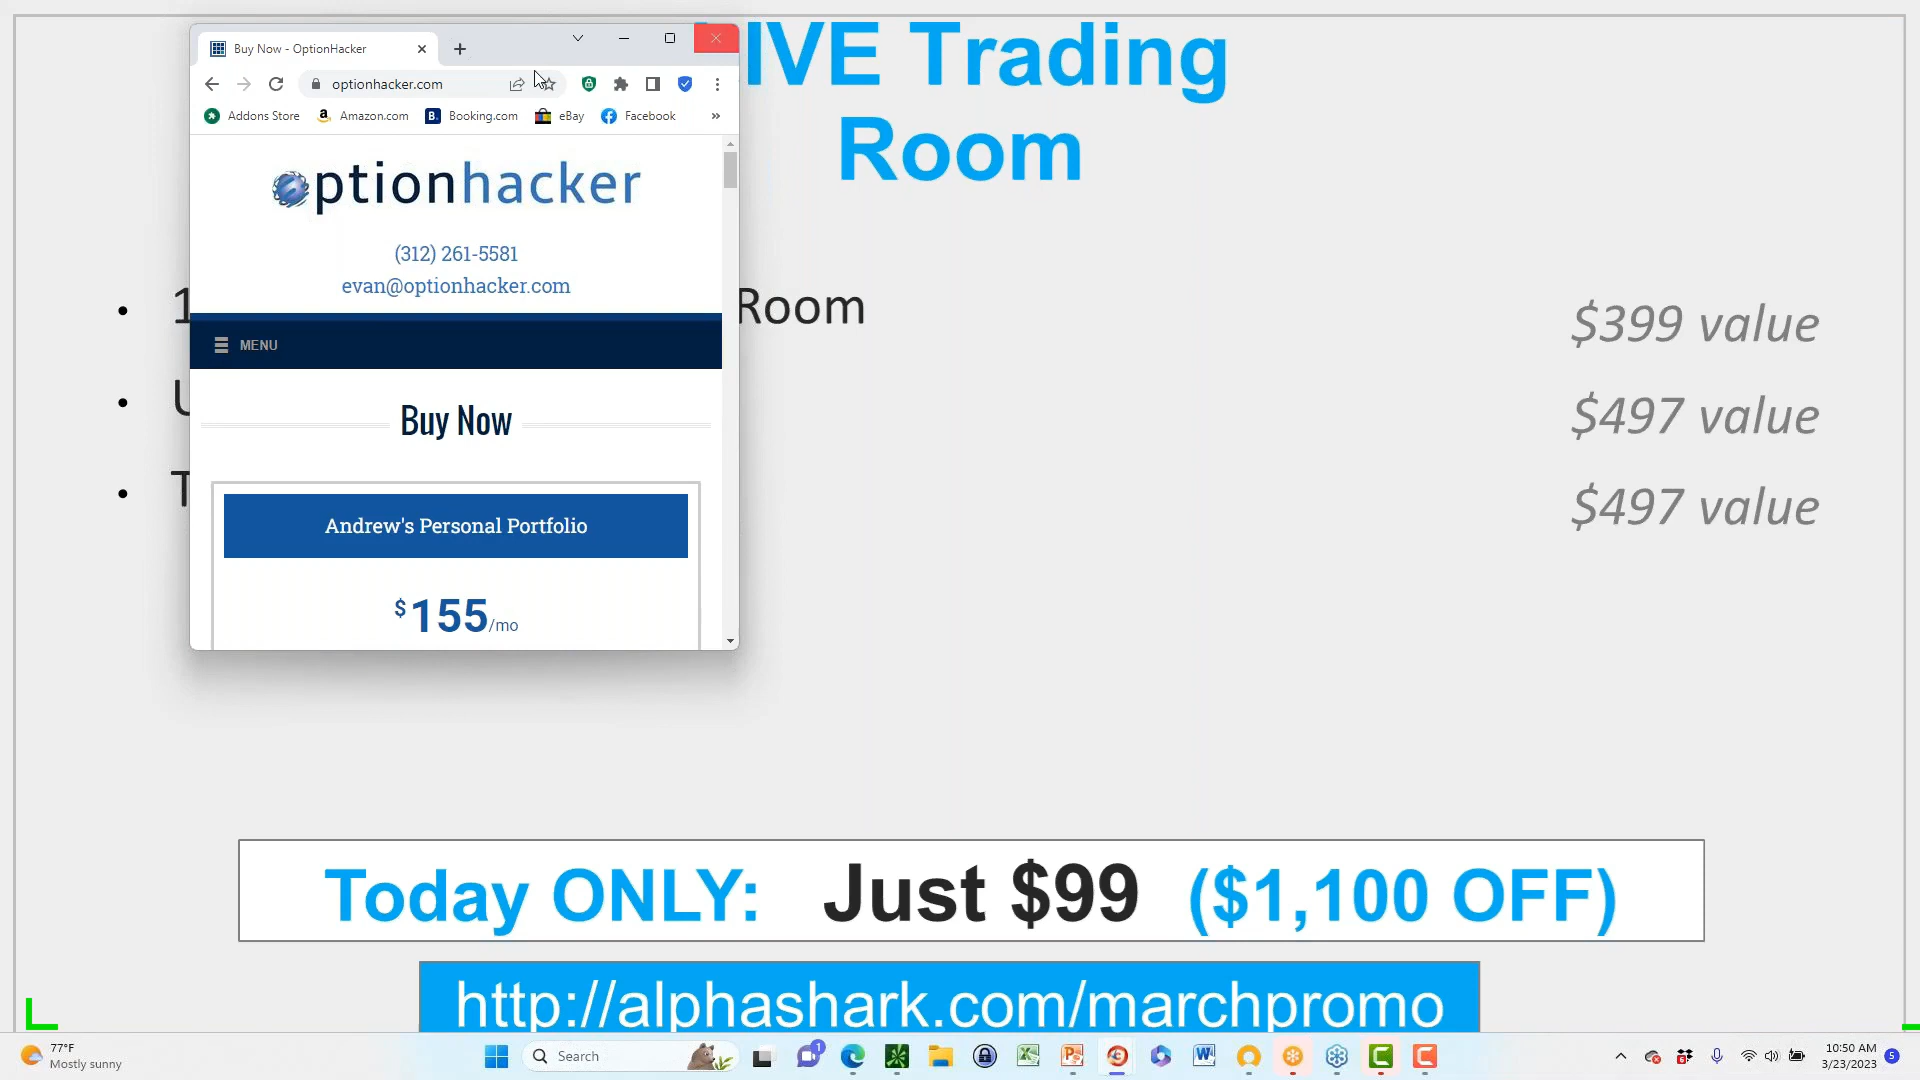 Buy Now - OptionHacker
optionhacker.com
Addons Store
Amazon.com
Booking.com
eBay
Facebook
optionhacker
(312) 261-5581
evan@optionhacker.com
MENU
Buy Now
Andrew's Personal Portfolio
$155/mo
IVE Trading
Room
• 1
Room
$399 value
• U
$497 value
• T
$497 value
Today ONLY: Just $99 ($1,100 OFF)
http://alphashark.com/marchpromo
77°F
Mostly sunny
Search
1
10:50 AM
3/23/2023
5